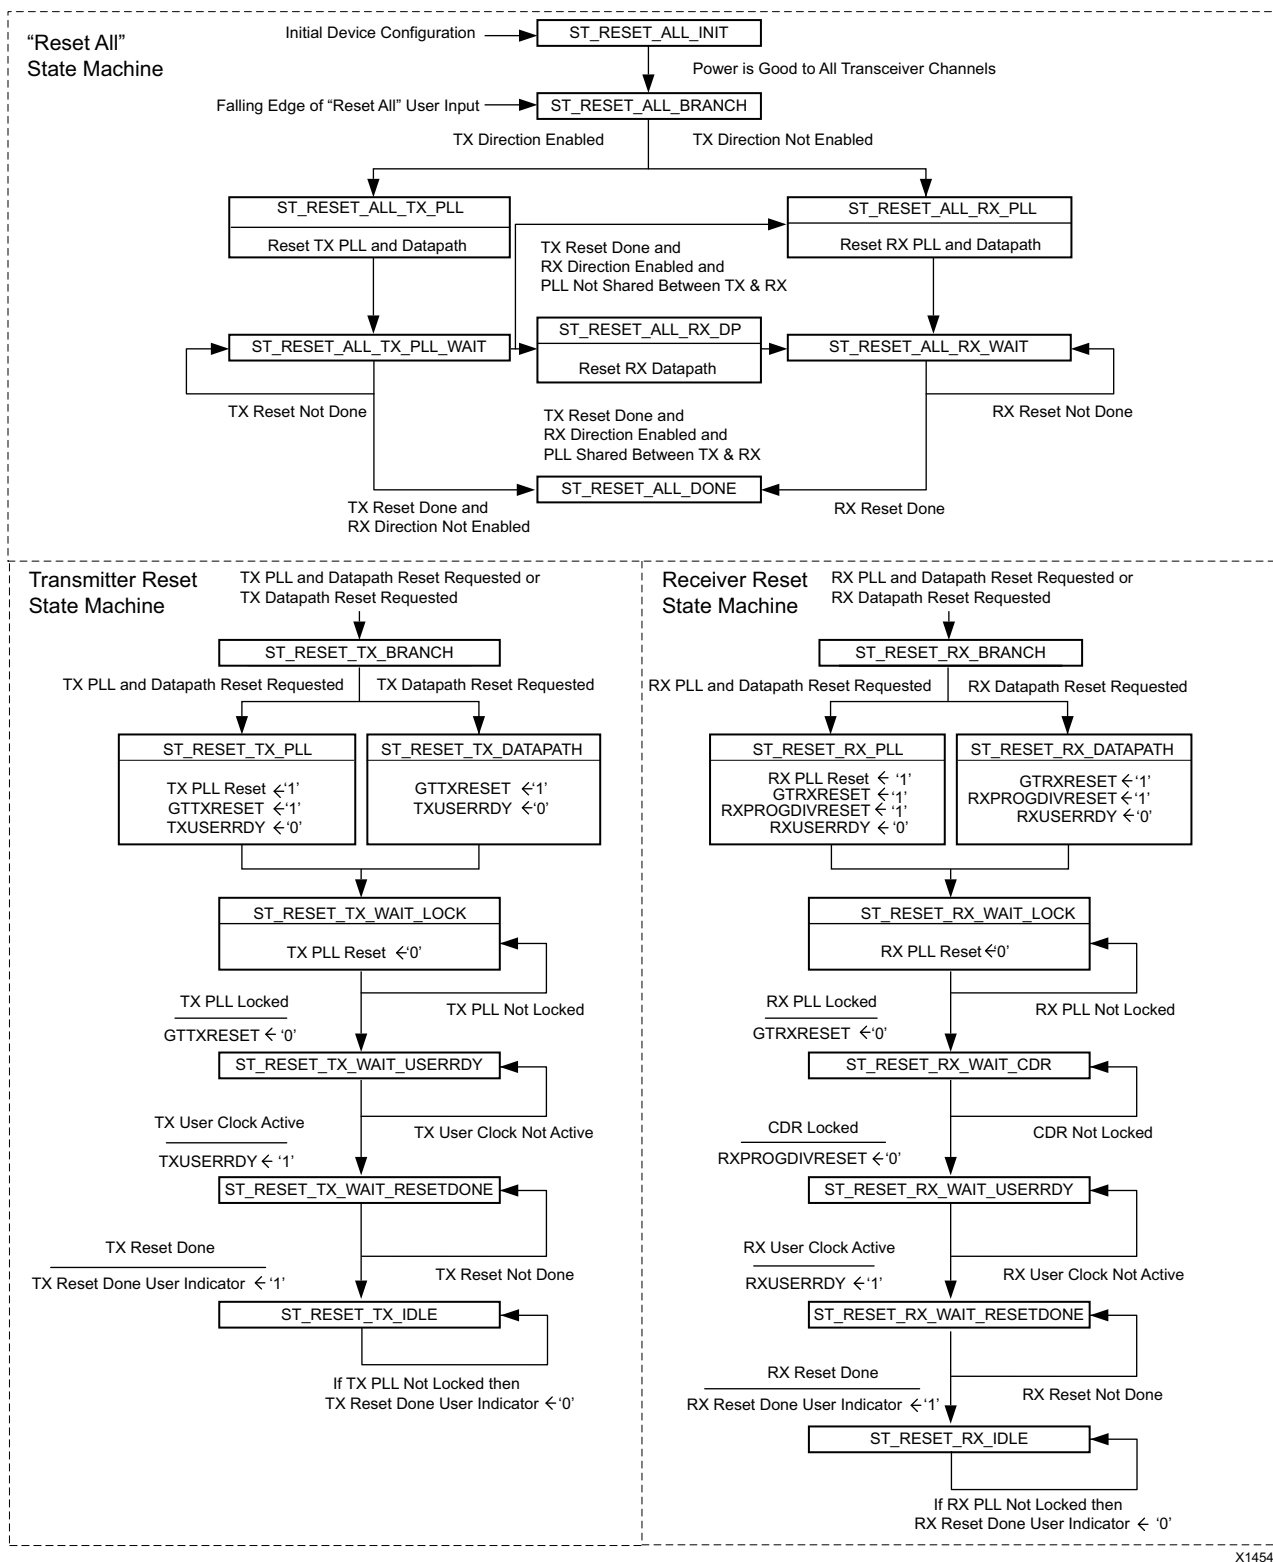 “Reset All”
State Machine
Initial Device Configuration
ST_RESET_ALL_INIT
Power is Good to All Transceiver Channels
Falling Edge of “Reset All” User Input
ST_RESET_ALL_BRANCH
TX Direction Enabled
TX Direction Not Enabled
ST_RESET_ALL_TX_PLL
Reset TX PLL and Datapath
ST_RESET_ALL_RX_PLL
Reset RX PLL and Datapath
TX Reset Done and
RX Direction Enabled and
PLL Not Shared Between TX & RX
ST_RESET_ALL_TX_PLL_WAIT
ST_RESET_ALL_RX_DP
Reset RX Datapath
ST_RESET_ALL_RX_WAIT
TX Reset Not Done
TX Reset Done and
RX Direction Enabled and
PLL Shared Between TX & RX
RX Reset Not Done
ST_RESET_ALL_DONE
TX Reset Done and
RX Direction Not Enabled
RX Reset Done
Transmitter Reset
State Machine
TX PLL and Datapath Reset Requested or
TX Datapath Reset Requested
ST_RESET_TX_BRANCH
TX PLL and Datapath Reset Requested
TX Datapath Reset Requested
ST_RESET_TX_PLL
TX PLL Reset ←‘1’
GTTXRESET ←‘1’
TXUSERRDY ←‘0’
ST_RESET_TX_DATAPATH
GTTXRESET ←‘1’
TXUSERRDY ←‘0’
ST_RESET_TX_WAIT_LOCK
TX PLL Reset ←‘0’
TX PLL Locked
GTTXRESET ← ‘0’
TX PLL Not Locked
ST_RESET_TX_WAIT_USERRDY
TX User Clock Active
TXUSERRDY ← ‘1’
TX User Clock Not Active
ST_RESET_TX_WAIT_RESETDONE
TX Reset Done
TX Reset Done User Indicator ← ‘1’
TX Reset Not Done
ST_RESET_TX_IDLE
If TX PLL Not Locked then
TX Reset Done User Indicator ← ‘0’
Receiver Reset
State Machine
RX PLL and Datapath Reset Requested or
RX Datapath Reset Requested
ST_RESET_RX_BRANCH
RX PLL and Datapath Reset Requested
RX Datapath Reset Requested
ST_RESET_RX_PLL
RX PLL Reset ← ‘1’
GTRXRESET ←‘1’
RXPROGDIVRESET ←‘1’
RXUSERRDY ←‘0’
ST_RESET_RX_DATAPATH
GTRXRESET ←‘1’
RXPROGDIVRESET ←‘1’
RXUSERRDY ←‘0’
ST_RESET_RX_WAIT_LOCK
RX PLL Reset ←‘0’
RX PLL Locked
GTRXRESET ←‘0’
RX PLL Not Locked
ST_RESET_RX_WAIT_CDR
CDR Locked
RXPROGDIVRESET ←‘0’
CDR Not Locked
ST_RESET_RX_WAIT_USERRDY
RX User Clock Active
RXUSERRDY ←‘1’
RX User Clock Not Active
ST_RESET_RX_WAIT_RESETDONE
RX Reset Done
RX Reset Done User Indicator ←‘1’
RX Reset Not Done
ST_RESET_RX_IDLE
If RX PLL Not Locked then
RX Reset Done User Indicator ← ‘0’
X1454